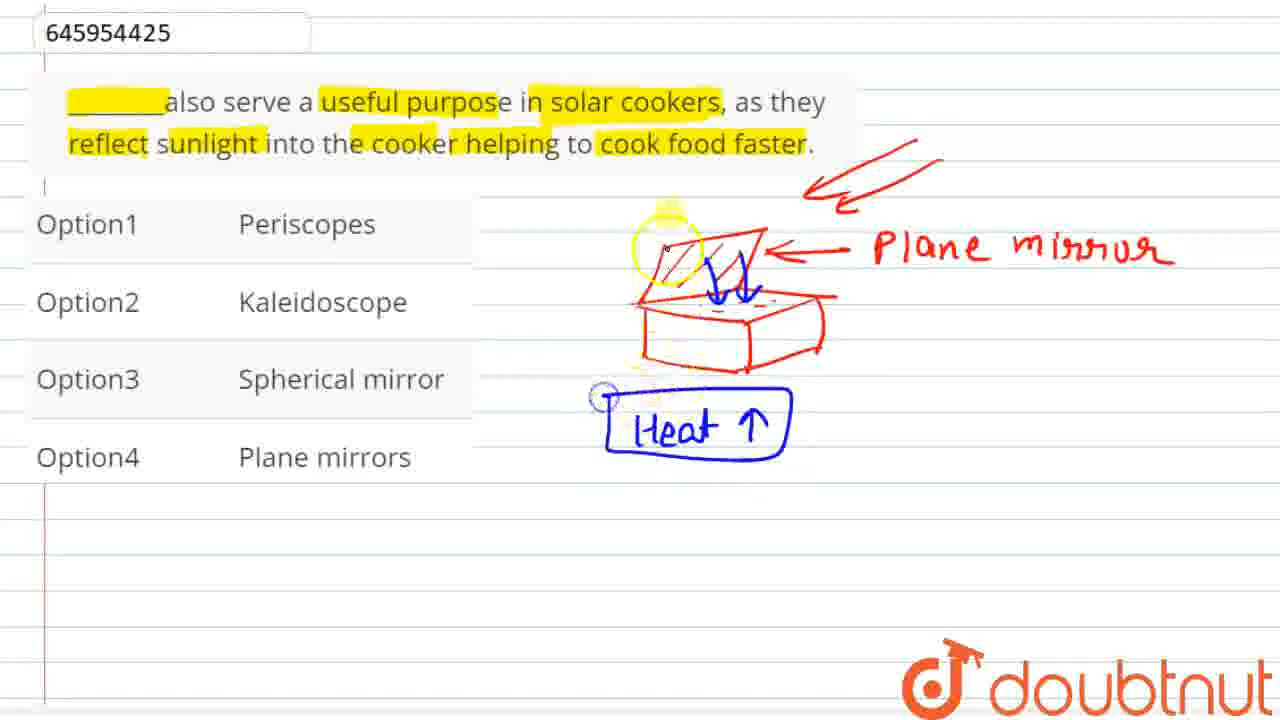 645954425
________also serve a useful purpose in solar cookers, as they
reflect sunlight into the cooker helping to cook food faster.
Option1 Periscopes
Plane mirror
Option2 Kaleidoscope
Option3 Spherical mirror
Heat ↑
Option4 Plane mirrors
doubtnut